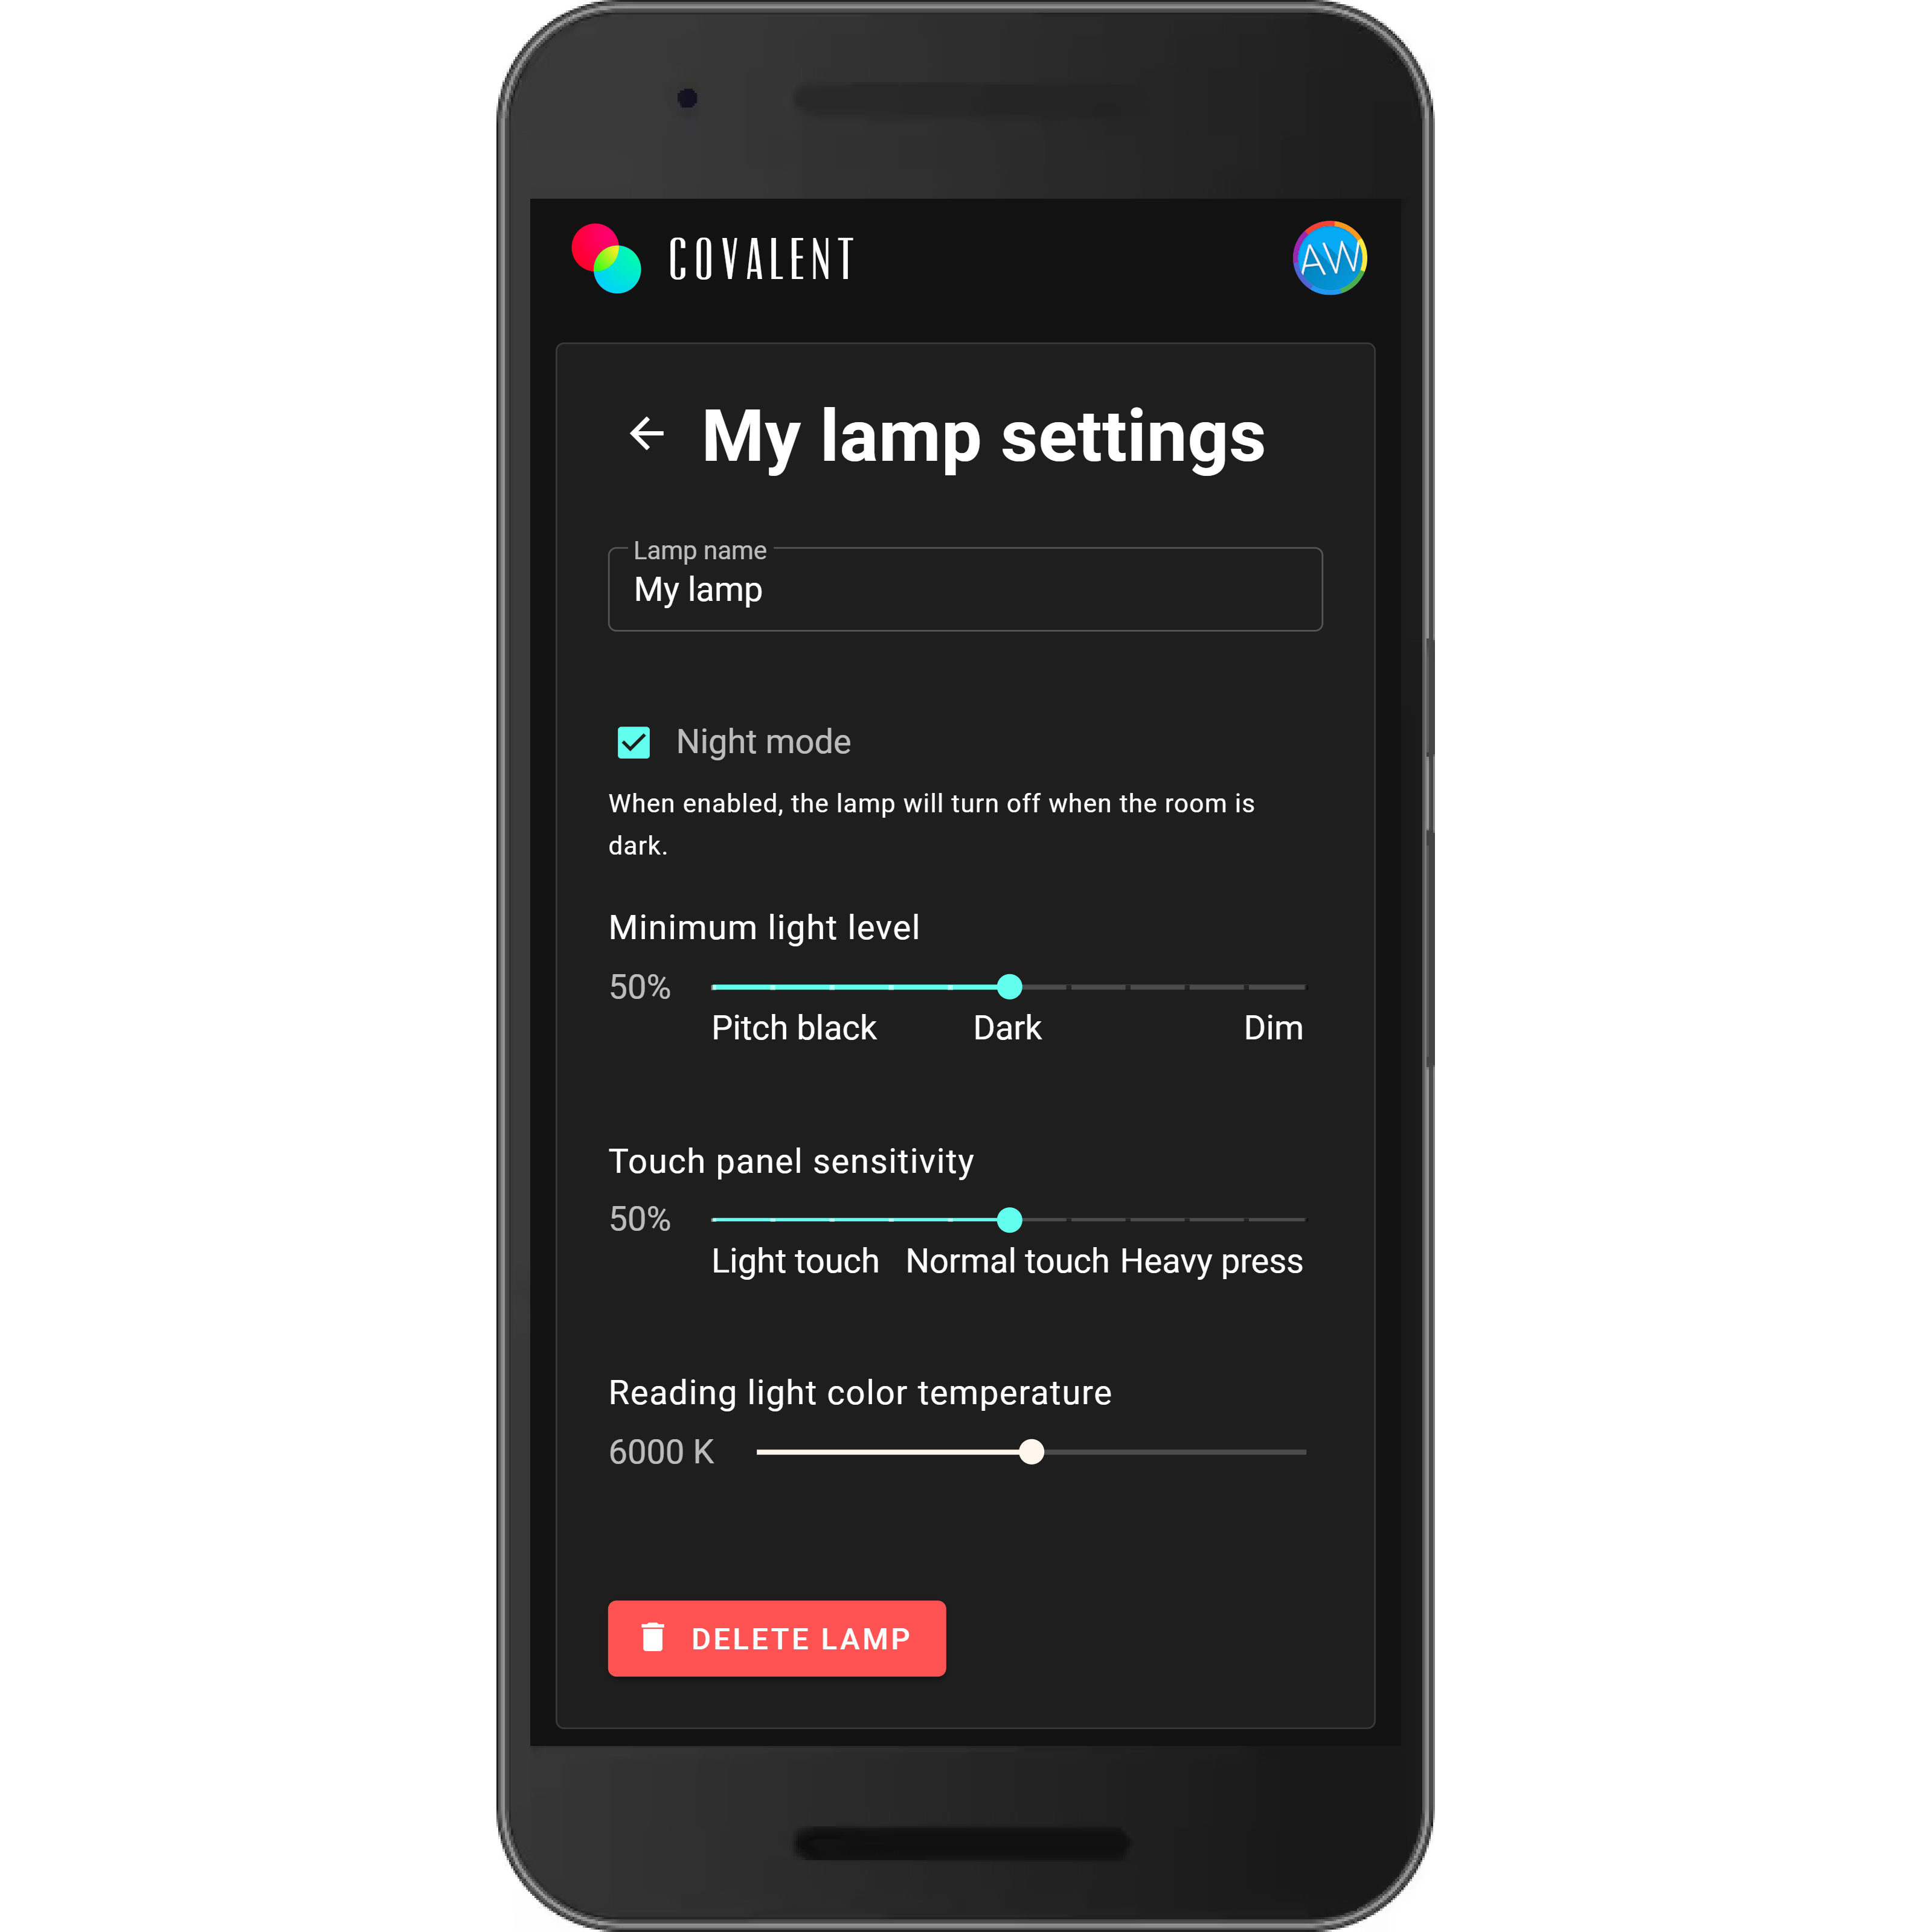 COVALENT
AW
My lamp settings
Lamp name
My lamp
Night mode
When enabled, the lamp will turn off when the room is
dark.
Minimum light level
50%
Pitch black Dark Dim
Touch panel sensitivity
50%
Light touch Normal touch Heavy press
Reading light color temperature
6000 K
DELETE LAMP